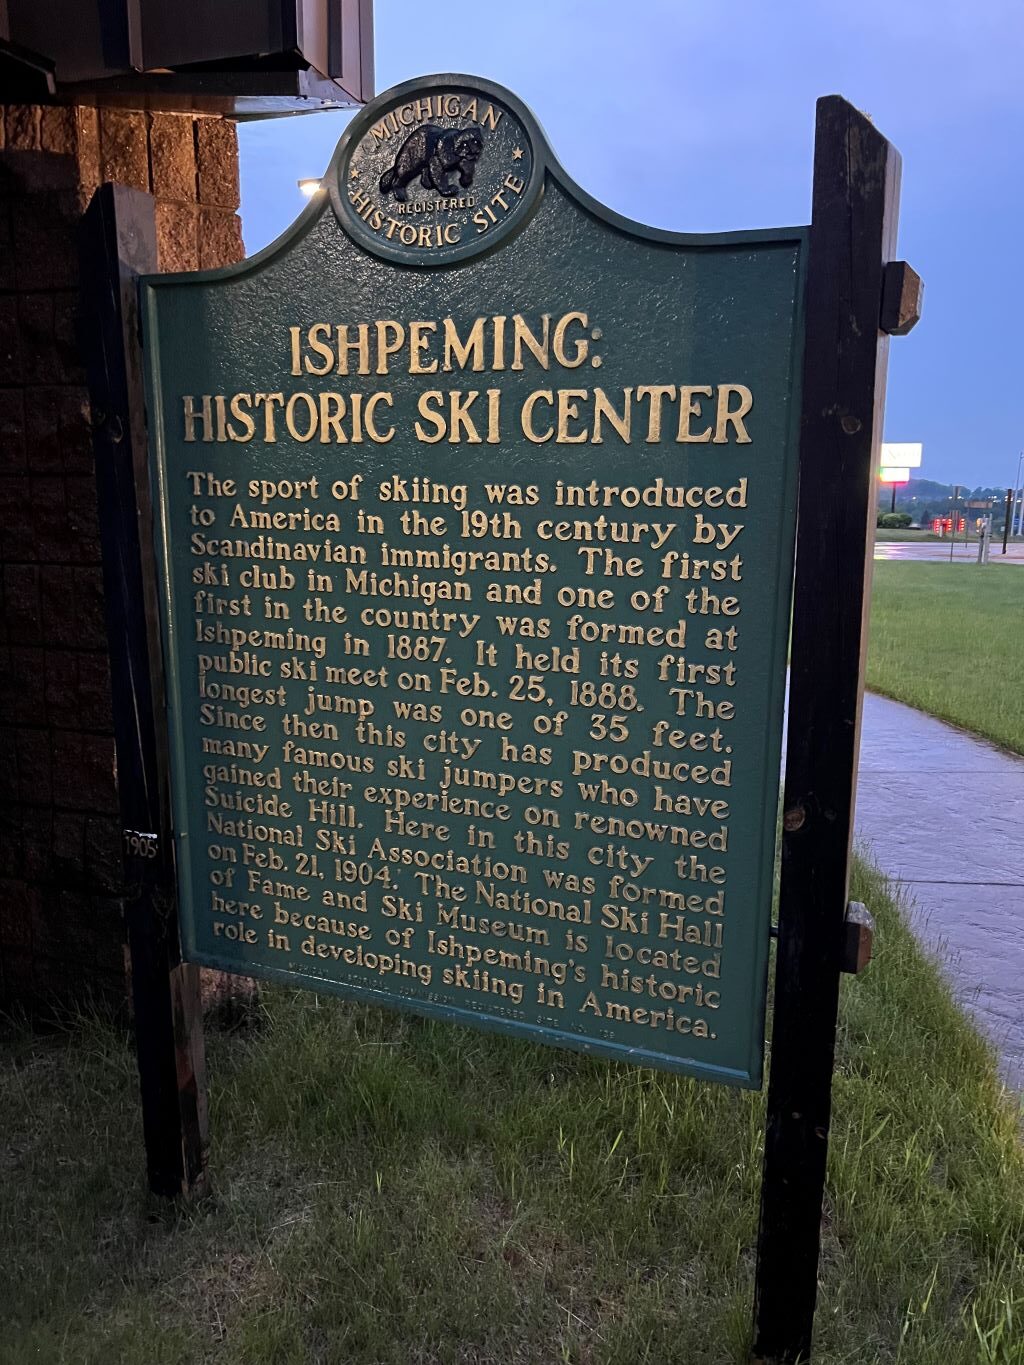 MICHIGAN
REGISTERED
HISTORIC SITE
ISHPEMING:
HISTORIC SKI CENTER
The sport of skiing was introduced
to America in the 19th century by
Scandinavian immigrants. The first
ski club in Michigan and one of the
first in the country was formed at
Ishpeming in 1887. It held its first
public ski meet on Feb. 25, 1888. The
longest jump was one of 35 feet.
Since then this city has produced
many famous ski jumpers who have
gained their experience on renowned
Suicide Hill. Here in this city the
National Ski Association was formed
on Feb. 21, 1904. The National Ski Hall
of Fame and Ski Museum is located
here because of Ishpeming's historic
role in developing skiing in America.
REGISTERED SITE NO.
1905